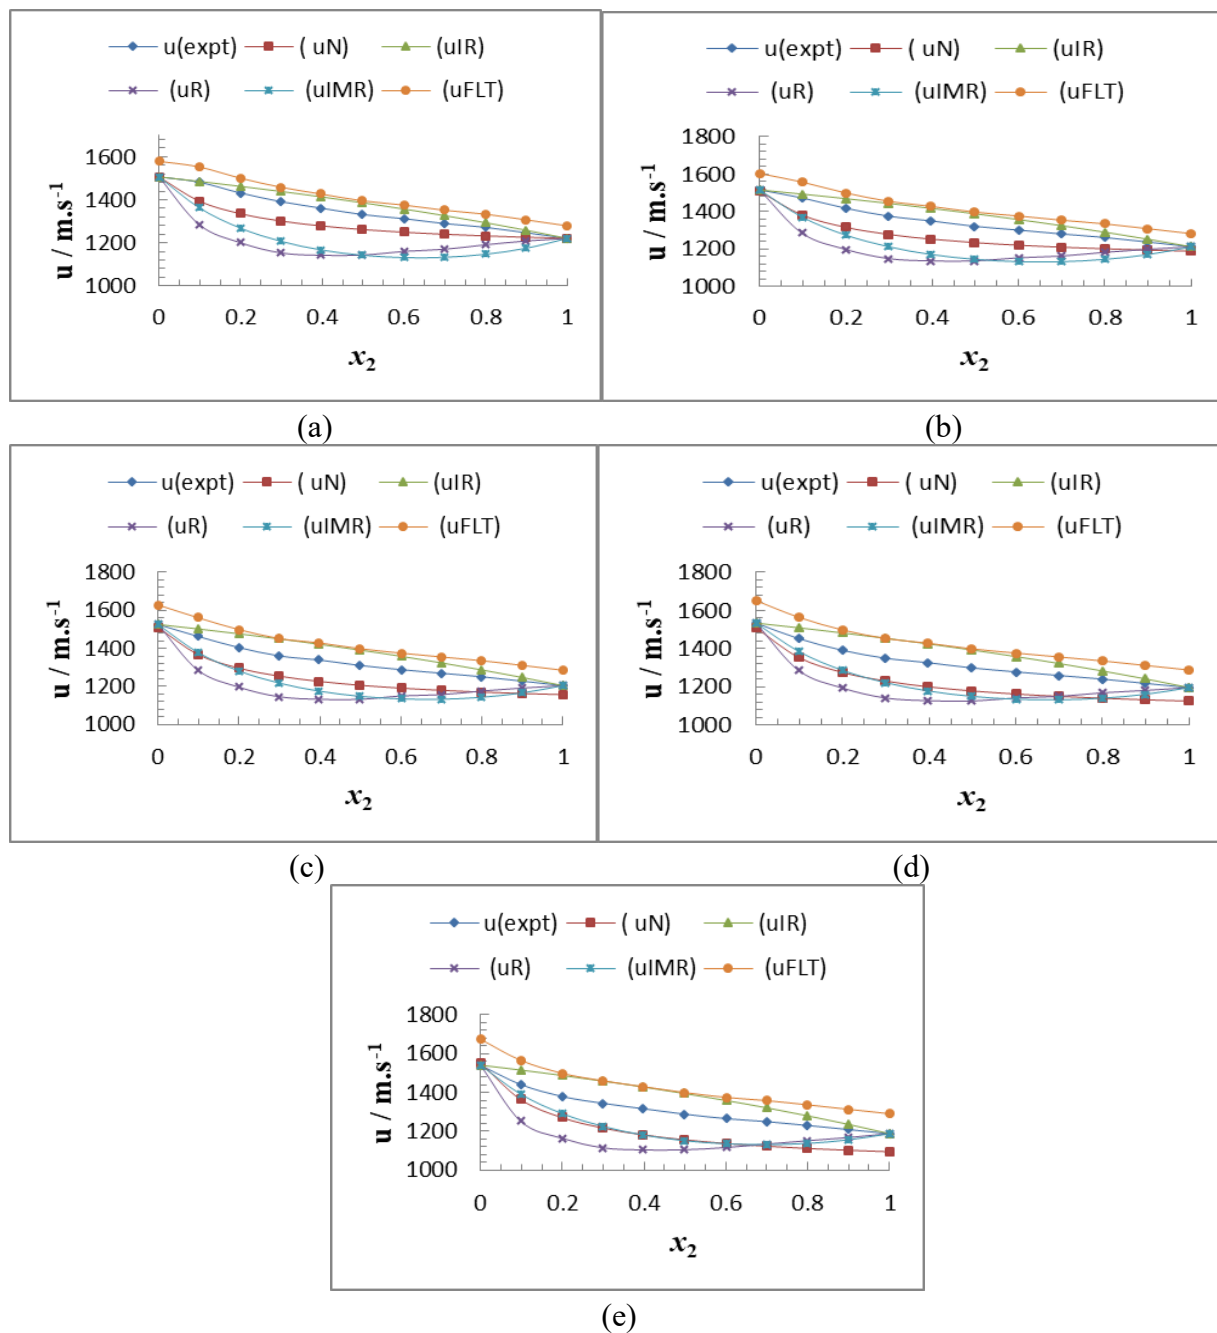 u(expt) ( uN) (uIR)
(uR) (uIMR) (uFLT)
1600
1400
1200
1000
u / m.s⁻¹
0 0.2 0.4 0.6 0.8 1
x₂
(a)
u(expt) ( uN) (uIR)
(uR) (uIMR) (uFLT)
1800
1600
1400
1200
1000
u / m.s⁻¹
0 0.2 0.4 0.6 0.8 1
x₂
(b)
u(expt) ( uN) (uIR)
(uR) (uIMR) (uFLT)
1800
1600
1400
1200
1000
u / m.s⁻¹
0 0.2 0.4 0.6 0.8 1
x₂
(c)
u(expt) ( uN) (uIR)
(uR) (uIMR) (uFLT)
1800
1600
1400
1200
1000
u / m.s⁻¹
0 0.2 0.4 0.6 0.8 1
x₂
(d)
u(expt) ( uN) (uIR)
(uR) (uIMR) (uFLT)
1800
1600
1400
1200
1000
u / m.s⁻¹
0 0.2 0.4 0.6 0.8 1
x₂
(e)